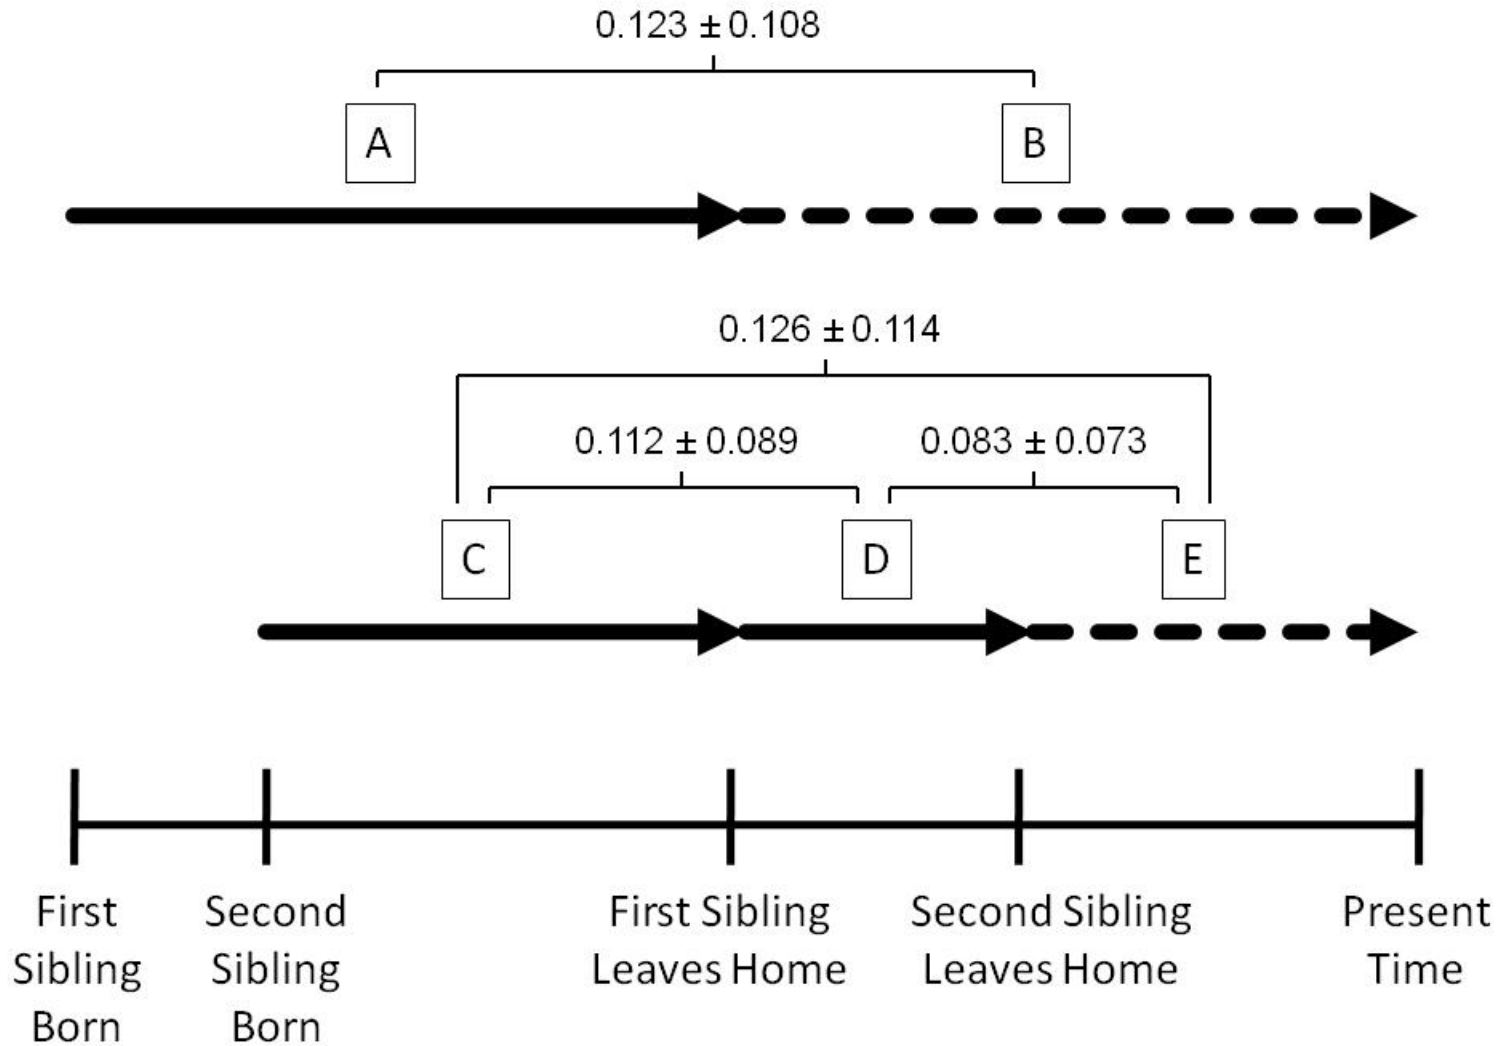 0.123 ± 0.108
A
B
0.126 ± 0.114
0.112 ± 0.089
0.083 ± 0.073
C
D
E
First
Sibling
Born
Second
Sibling
Born
First Sibling
Leaves Home
Second Sibling
Leaves Home
Present
Time